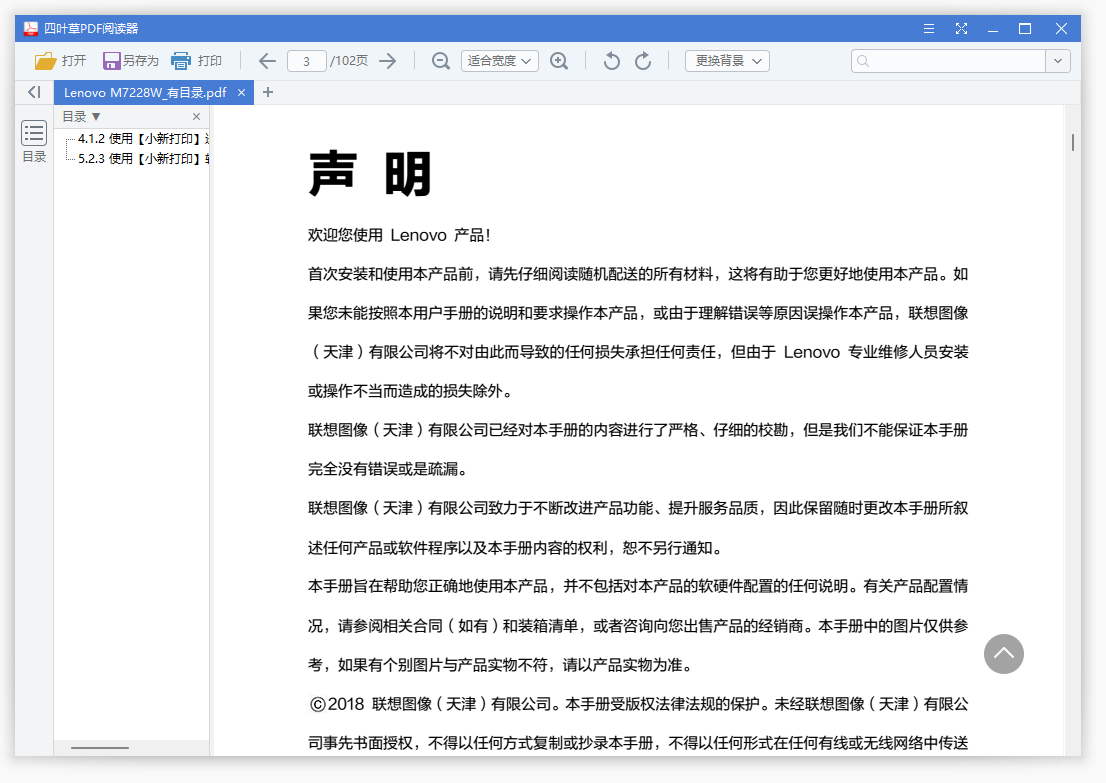 四叶草PDF阅读器
打开 另存为 打印 3 /102页 适合宽度 更换背景
Lenovo M7228W_有目录.pdf
目录
目录
4.1.2 使用【小新打印】
5.2.3 使用【小新打印】
声 明
欢迎您使用 Lenovo 产品！
首次安装和使用本产品前，请先仔细阅读随机配送的所有材料，这将有助于您更好地使用本产品。如
果您未能按照本用户手册的说明和要求操作本产品，或由于理解错误等原因误操作本产品，联想图像
（天津）有限公司将不对由此而导致的任何损失承担任何责任，但由于 Lenovo 专业维修人员安装
或操作不当而造成的损失除外。
联想图像（天津）有限公司已经对本手册的内容进行了严格、仔细的校勘，但是我们不能保证本手册
完全没有错误或是疏漏。
联想图像（天津）有限公司致力于不断改进产品功能、提升服务品质，因此保留随时更改本手册所叙
述任何产品或软件程序以及本手册内容的权利，恕不另行通知。
本手册旨在帮助您正确地使用本产品，并不包括对本产品的软硬件配置的任何说明。有关产品配置情
况，请参阅相关合同（如有）和装箱清单，或者咨询向您出售产品的经销商。本手册中的图片仅供参
考，如果有个别图片与产品实物不符，请以产品实物为准。
©2018 联想图像（天津）有限公司。本手册受版权法律法规的保护。未经联想图像（天津）有限公
司事先书面授权，不得以任何方式复制或抄录本手册，不得以任何形式在任何有线或无线网络中传送